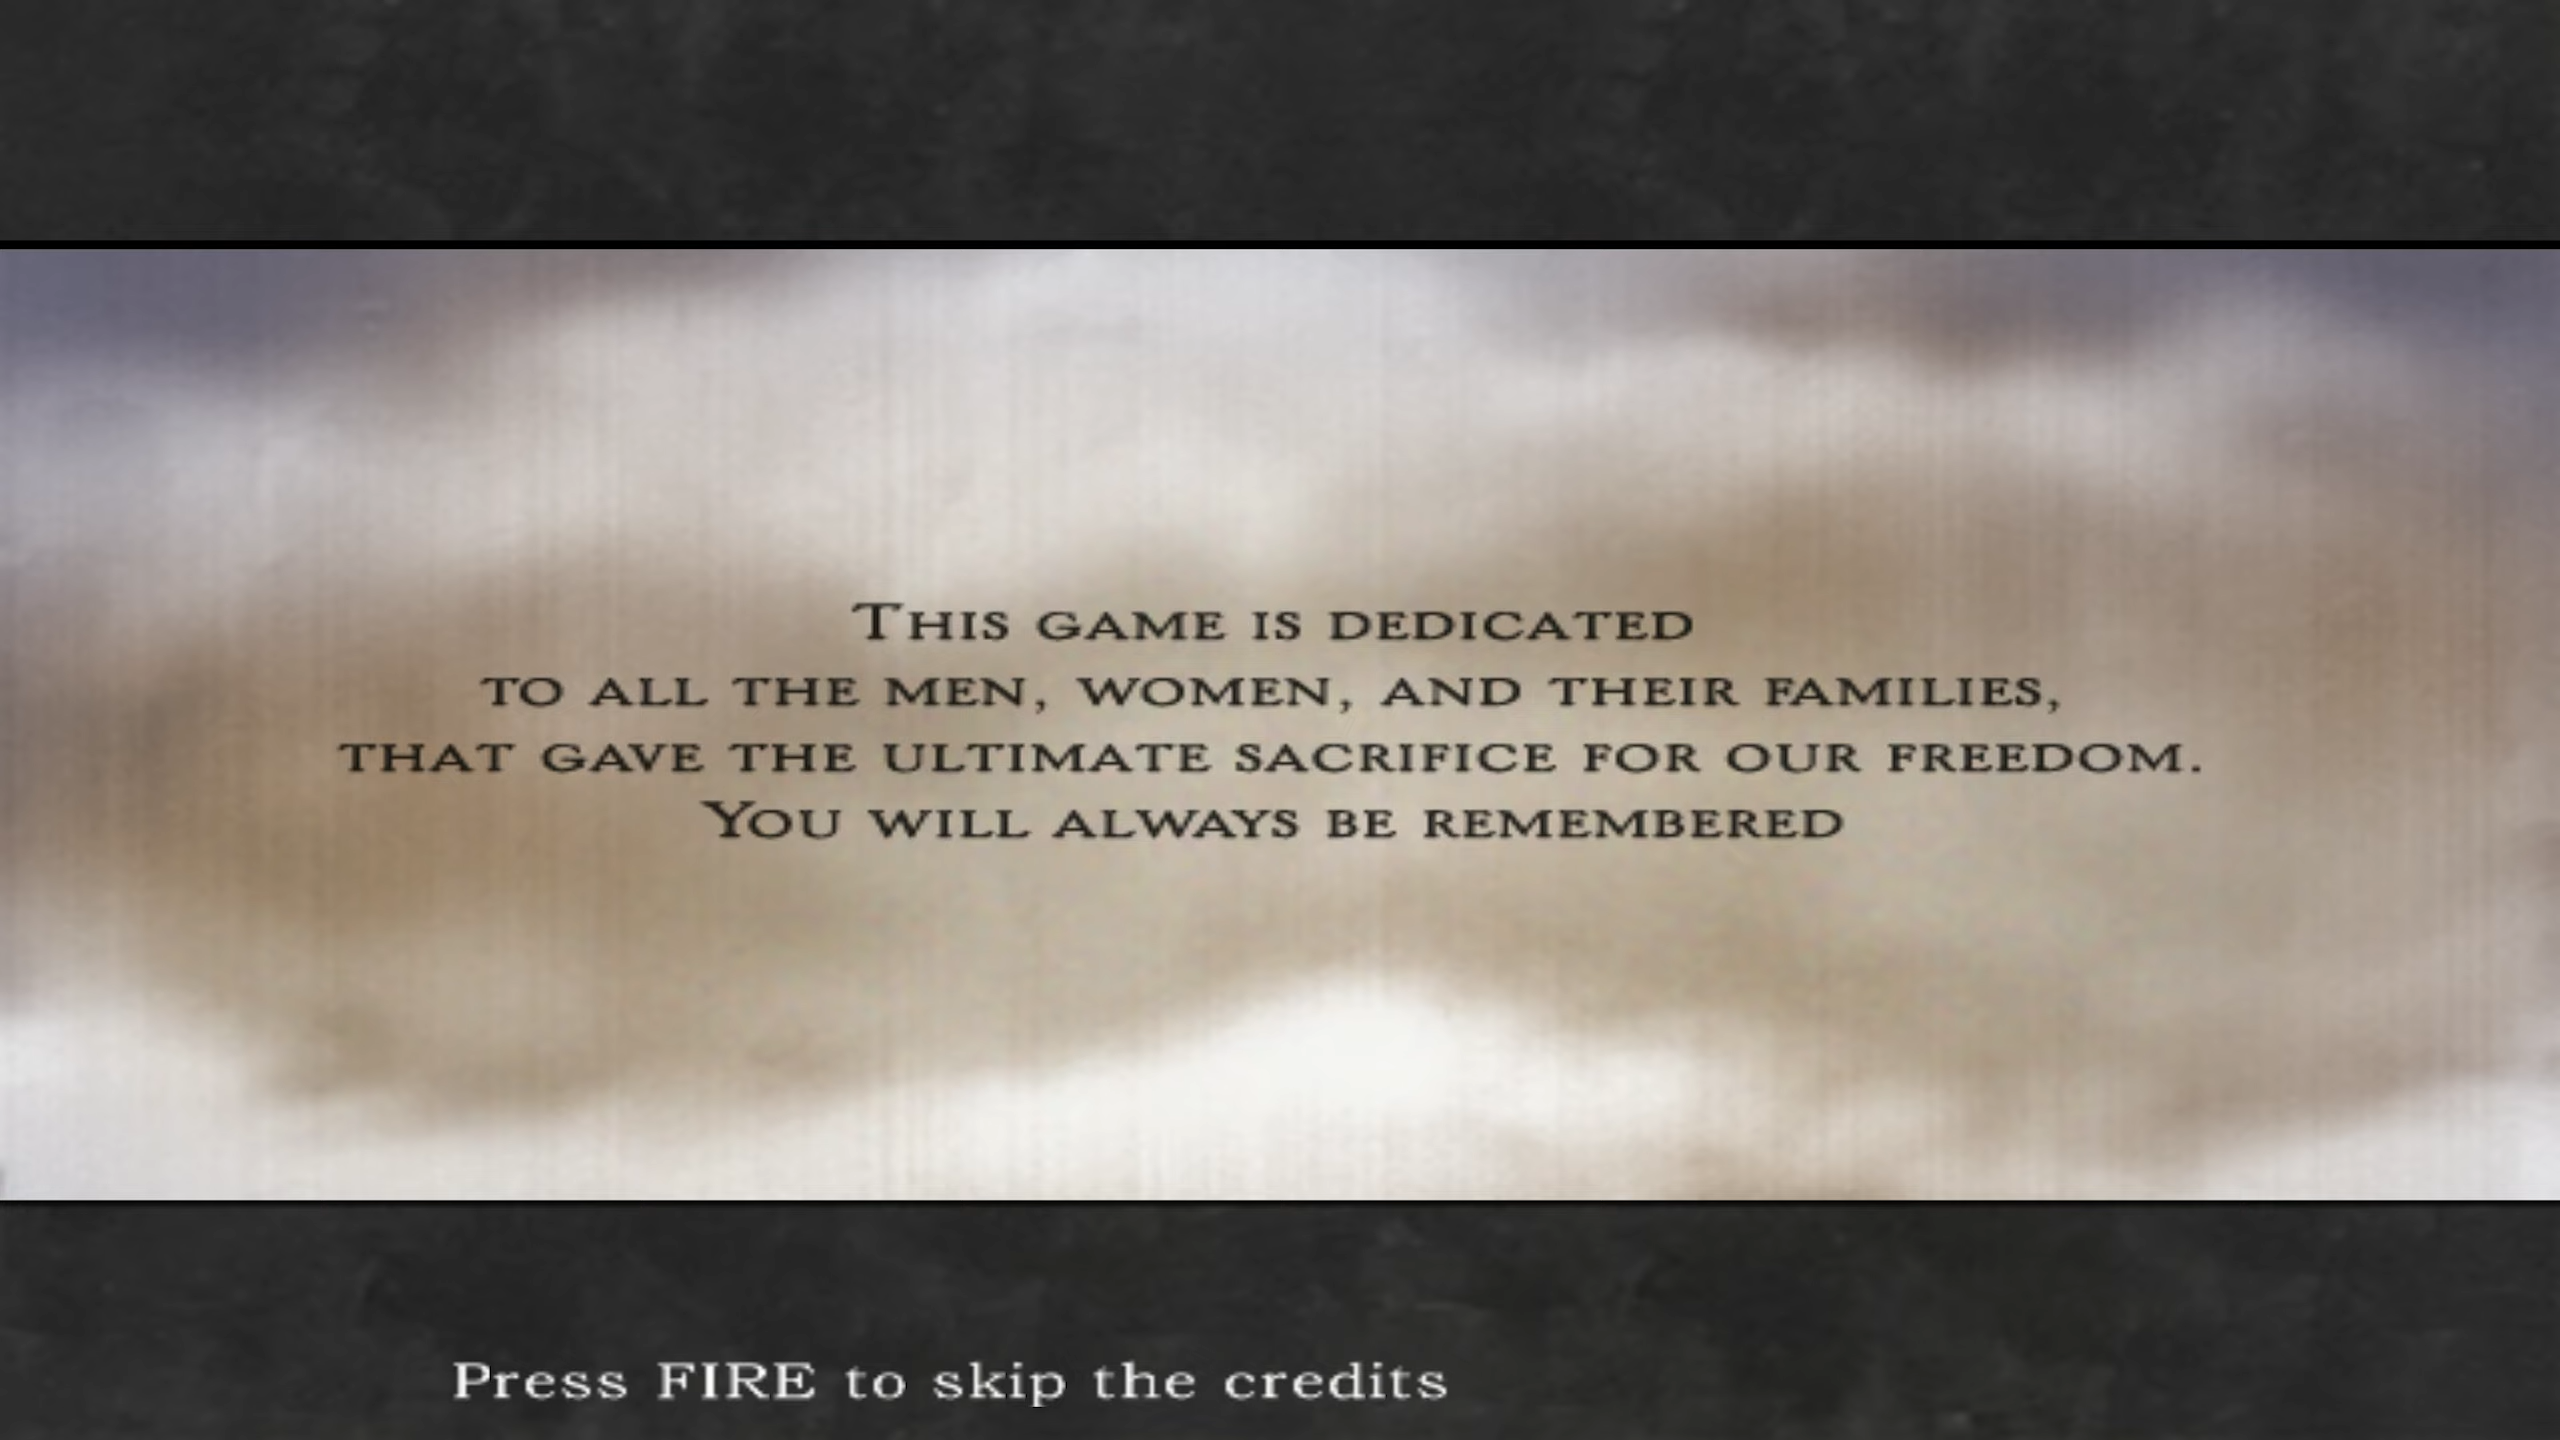 This game is dedicated
to all the men, women, and their families,
that gave the ultimate sacrifice for our freedom.
You will always be remembered
Press FIRE to skip the credits